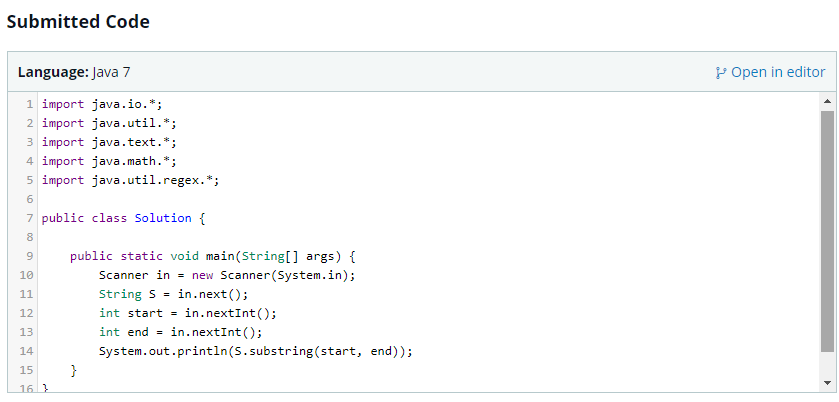 Submitted Code
Language: Java 7
Open in editor
1 import java.io.*;
2 import java.util.*;
3 import java.text.*;
4 import java.math.*;
5 import java.util.regex.*;
6
7 public class Solution {
8
9     public static void main(String[] args) {
10         Scanner in = new Scanner(System.in);
11         String S = in.next();
12         int start = in.nextInt();
13         int end = in.nextInt();
14         System.out.println(S.substring(start, end));
15     }
16 }